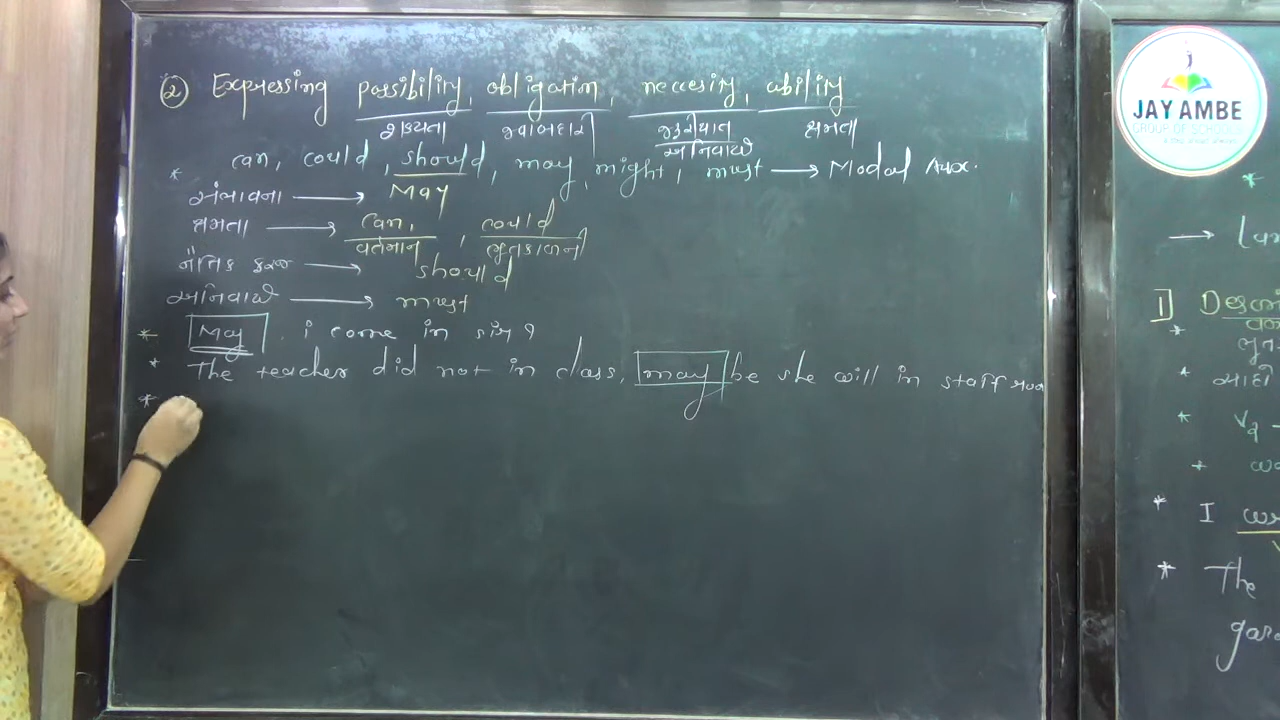 ② Expressing possibility, obligation, neccesity, ability
શક્યતા જવાબદારી જરૂરીયાત ક્ષમતા
અનિવાર્ય
* can, could, should, may, might, must → Modal Aux.
સંભાવના → May
ક્ષમતા → can, could
વર્તમાન ભૂતકાળની
નૈતિક ફરજ → should
અનિવાર્ય → must
* May i come in sir ?
* The teacher did not in class, may be she will in staff room
*
JAY AMBE
GROUP OF SCHOOLS
*
→
I]
*
*
* V2
*
* I
* The